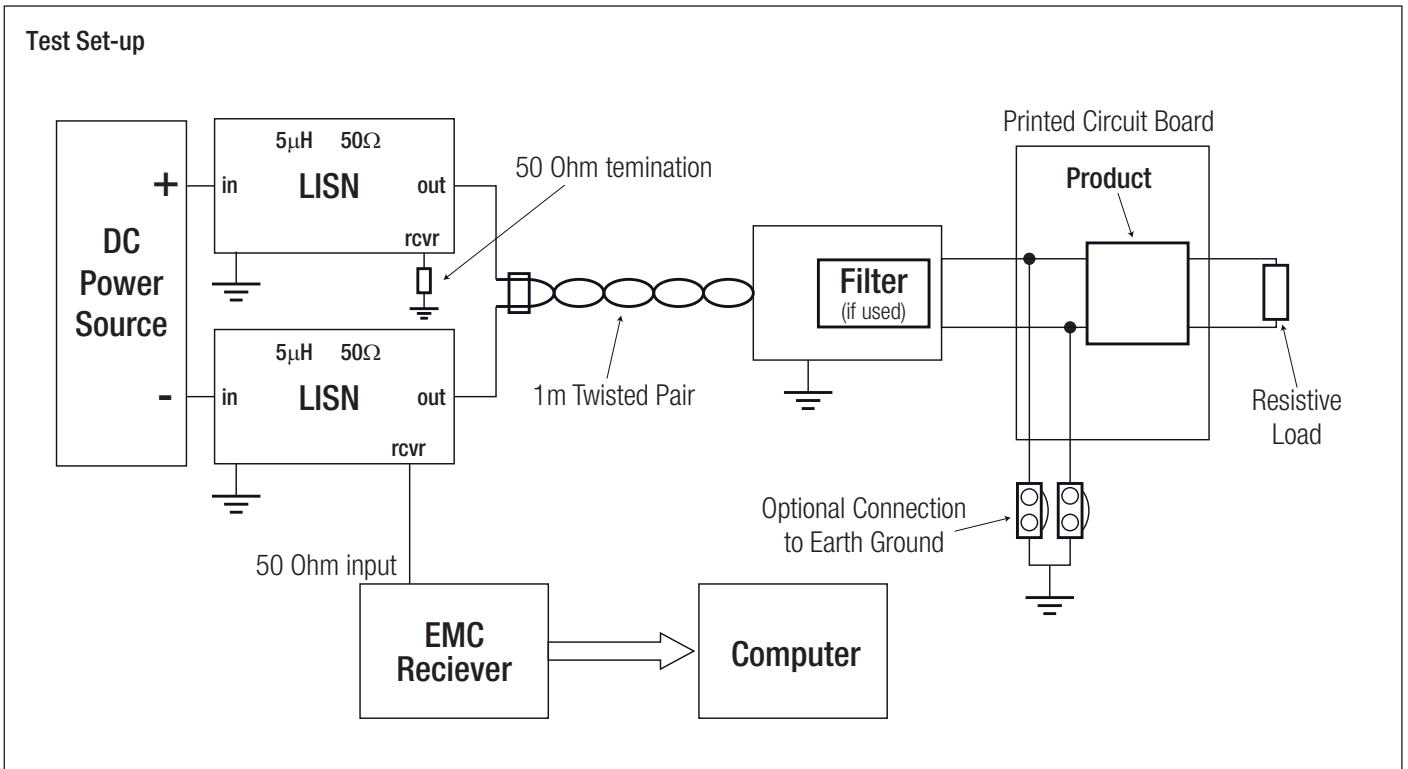 Test Set-up
DC
Power
Source
+
-
5µH 50Ω
LISN
in
out
rcvr
50 Ohm temination
5µH 50Ω
LISN
in
out
rcvr
1m Twisted Pair
Filter
(if used)
Printed Circuit Board
Product
Resistive
Load
Optional Connection
to Earth Ground
50 Ohm input
EMC
Reciever
Computer